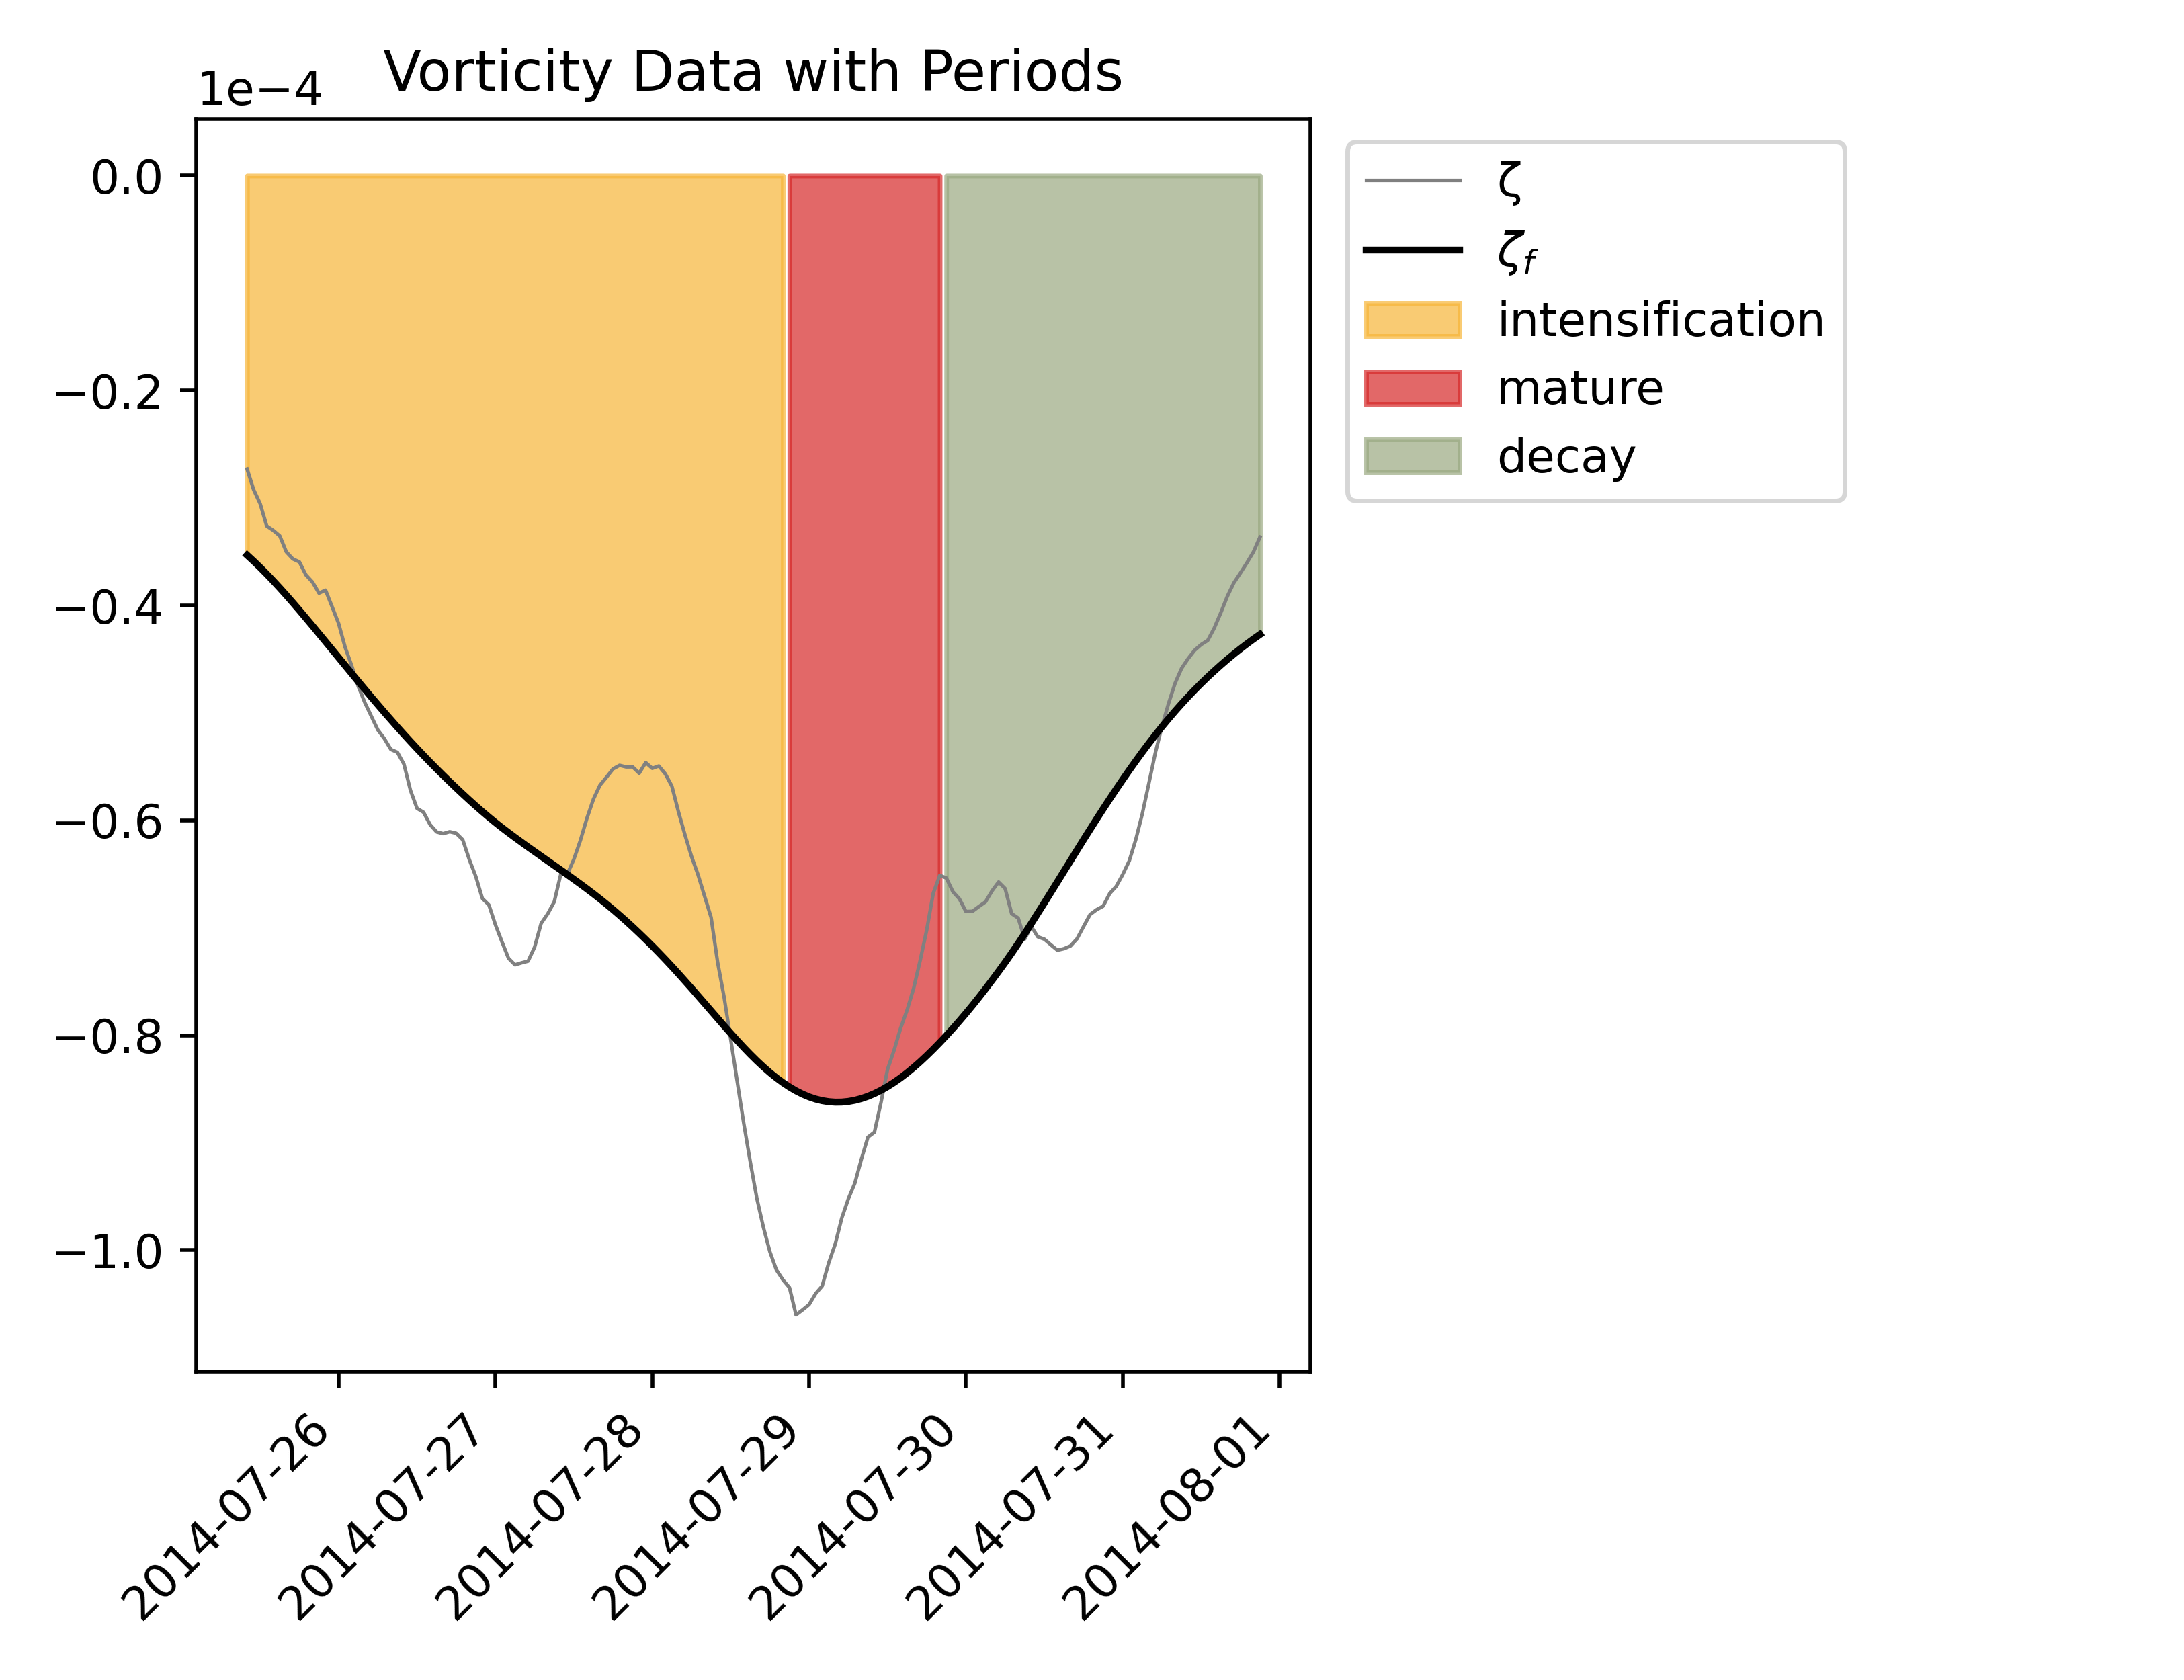 Vorticity Data with Periods
1e−4
0.0
−0.2
−0.4
−0.6
−0.8
−1.0
2014-07-26
2014-07-27
2014-07-28
2014-07-29
2014-07-30
2014-07-31
2014-08-01
ζ
ζf
intensification
mature
decay